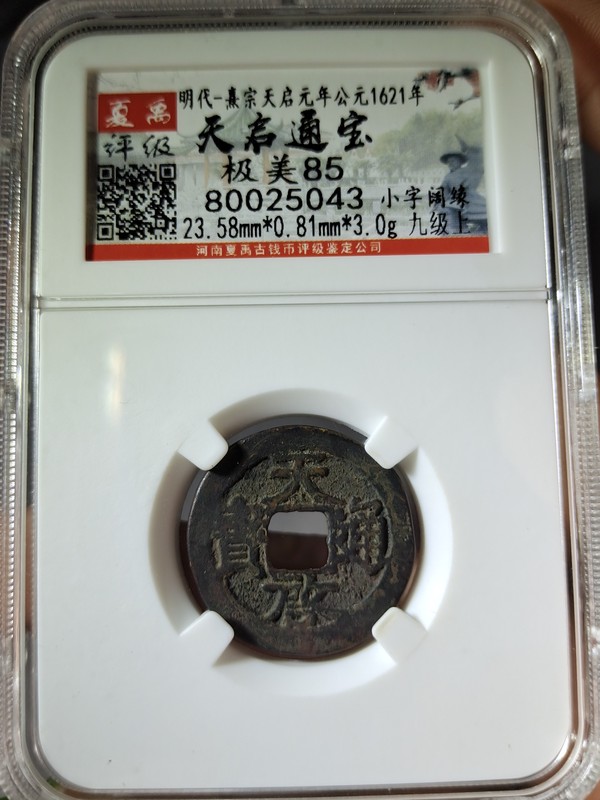 明代-熹宗天启元年公元1621年
夏禹
评级
天启通宝
极美85
80025043 小字阔缘
23.58mm*0.81mm*3.0g 九级上
河南夏禹古钱币评级鉴定公司
天
寳 通
啓